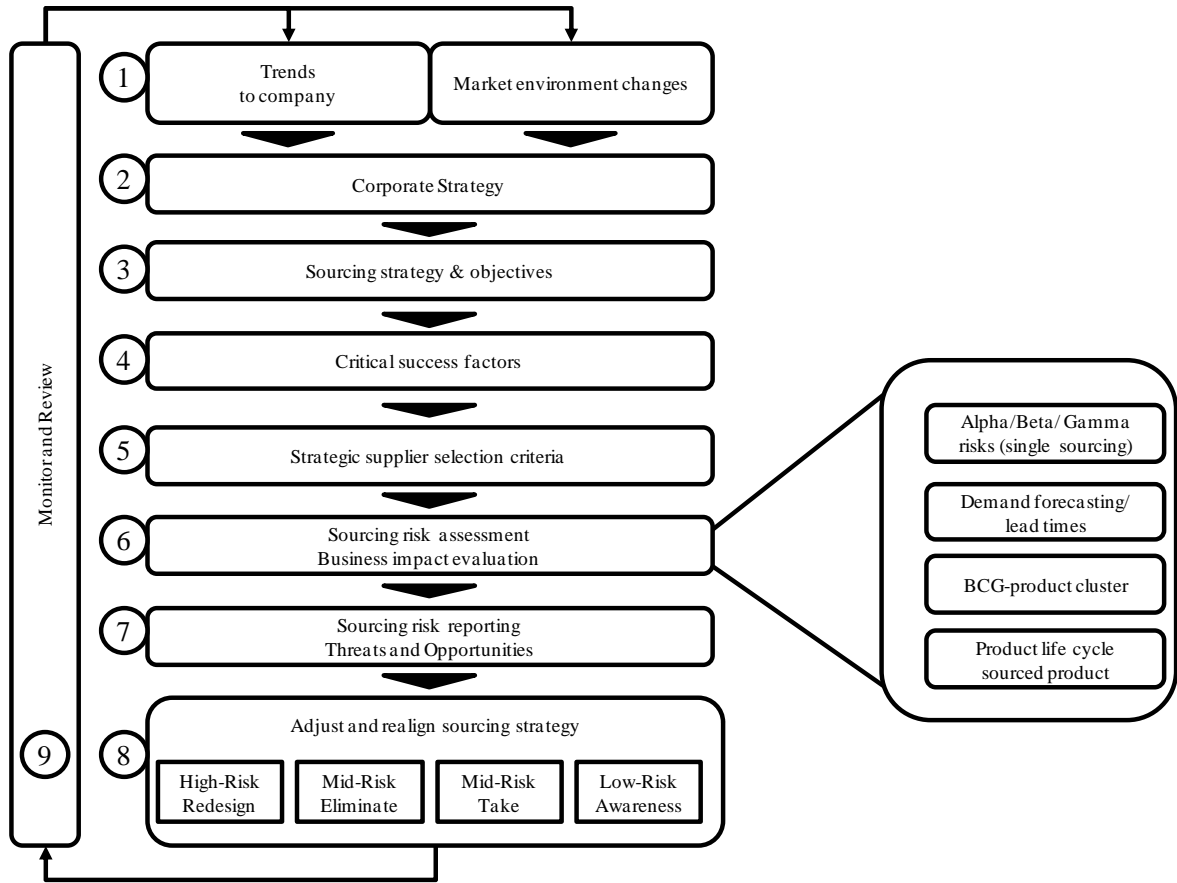 1
Trends
to company
Market environment changes
2
Corporate Strategy
3
Sourcing strategy & objectives
4
Critical success factors
5
Strategic supplier selection criteria
6
Sourcing risk assessment
Business impact evaluation
7
Sourcing risk reporting
Threats and Opportunities
8
Adjust and realign sourcing strategy
High-Risk
Redesign
Mid-Risk
Eliminate
Mid-Risk
Take
Low-Risk
Awareness
9
Monitor and Review
Alpha/Beta/ Gamma
risks (single sourcing)
Demand forecasting/
lead times
BCG-product cluster
Product life cycle
sourced product